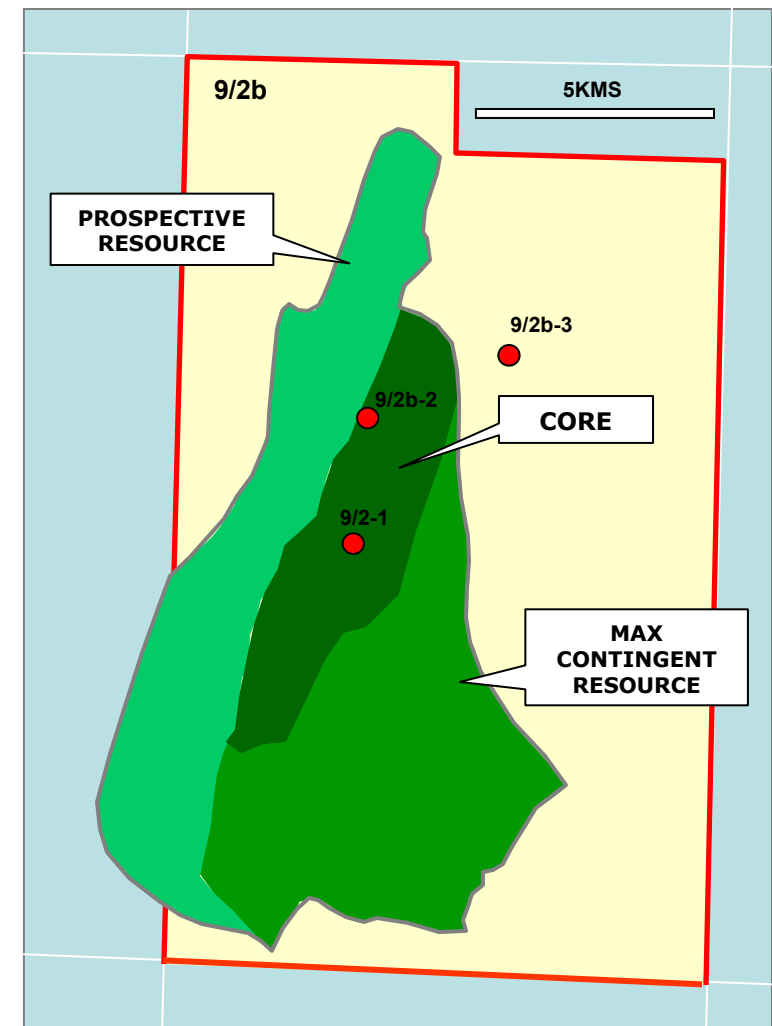 9/2b
5KMS
PROSPECTIVE
RESOURCE
9/2b-3
9/2b-2
CORE
9/2-1
MAX
CONTINGENT
RESOURCE